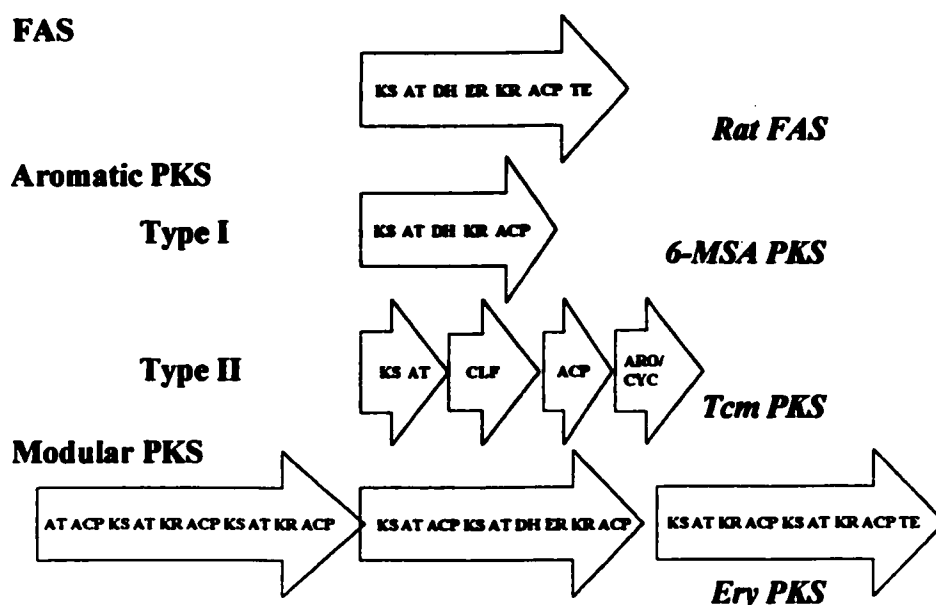 FAS
KS AT DH ER KR ACP TE
Rat FAS
Aromatic PKS
Type I
KS AT DH KR ACP
6-MSA PKS
Type II
KS AT
CLF
ACP
ARO/
CYC
Tcm PKS
Modular PKS
AT ACP KS AT KR ACP KS AT KR ACP
KS AT ACP KS AT DH ER KR ACP
KS AT KR ACP KS AT KR ACP TE
Ery PKS